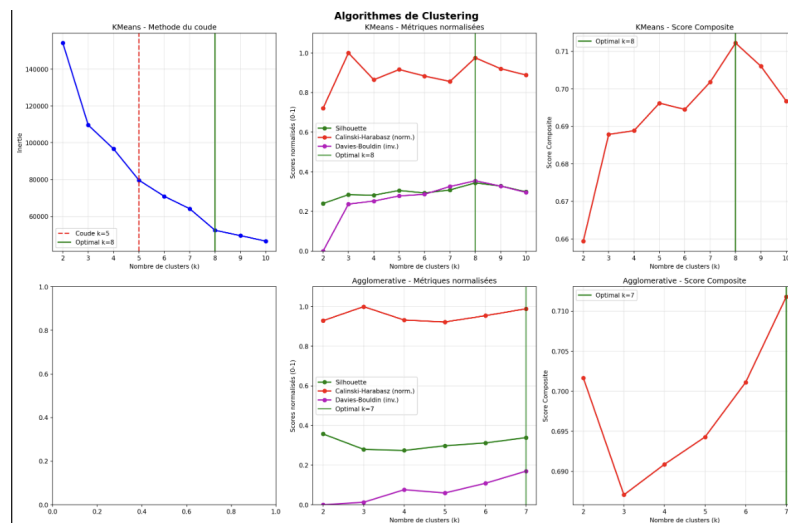 Algorithmes de Clustering
KMeans - Methode du coude
Inertie
140000
120000
100000
80000
60000
Coude k=5
Optimal k=8
2 3 4 5 6 7 8 9 10
Nombre de clusters (k)
KMeans - Métriques normalisées
Scores normalisés (0-1)
1.0
0.8
0.6
0.4
0.2
0.0
Silhouette
Calinski-Harabasz (norm.)
Davies-Bouldin (inv.)
Optimal k=8
2 3 4 5 6 7 8 9 10
Nombre de clusters (k)
KMeans - Score Composite
Optimal k=8
Score Composite
0.71
0.70
0.69
0.68
0.67
0.66
2 3 4 5 6 7 8 9 10
Nombre de clusters (k)
1.0
0.8
0.6
0.4
0.2
0.0
0.0 0.2 0.4 0.6 0.8 1.0
Agglomerative - Métriques normalisées
Scores normalisés (0-1)
1.0
0.8
0.6
0.4
0.2
0.0
Silhouette
Calinski-Harabasz (norm.)
Davies-Bouldin (inv.)
Optimal k=7
2 3 4 5 6 7
Nombre de clusters (k)
Agglomerative - Score Composite
Optimal k=7
Score Composite
0.710
0.705
0.700
0.695
0.690
2 3 4 5 6 7
Nombre de clusters (k)